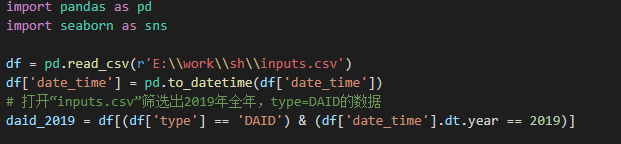 import pandas as pd
import seaborn as sns
df = pd.read_csv(r'E:\\work\\sh\\inputs.csv')
df['date_time'] = pd.to_datetime(df['date_time'])
# 打开“inputs.csv”筛选出2019年全年，type=DAID的数据
daid_2019 = df[(df['type'] == 'DAID') & (df['date_time'].dt.year == 2019)]